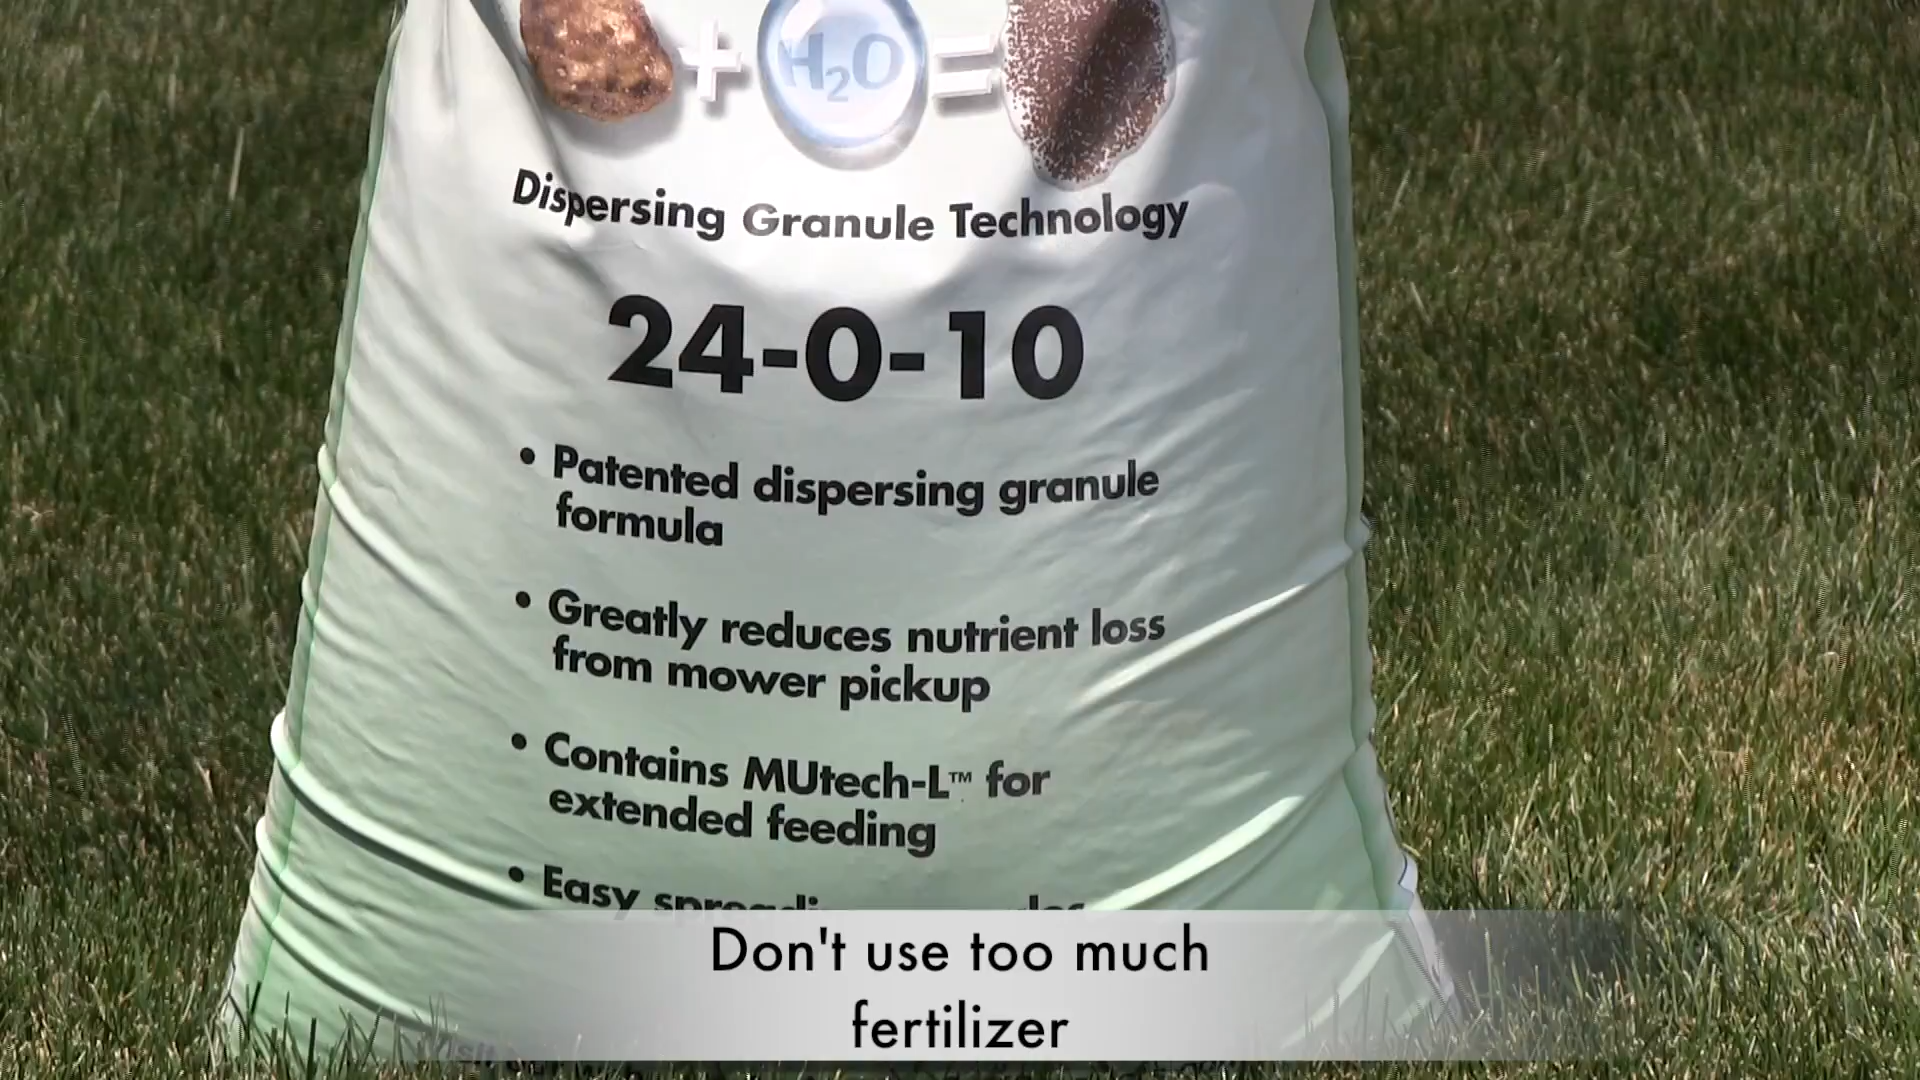 H₂O
Dispersing Granule Technology
24-0-10
• Patented dispersing granule
formula
• Greatly reduces nutrient loss
from mower pickup
• Contains MUtech-L™ for
extended feeding
• Easy
Don't use too much
fertilizer